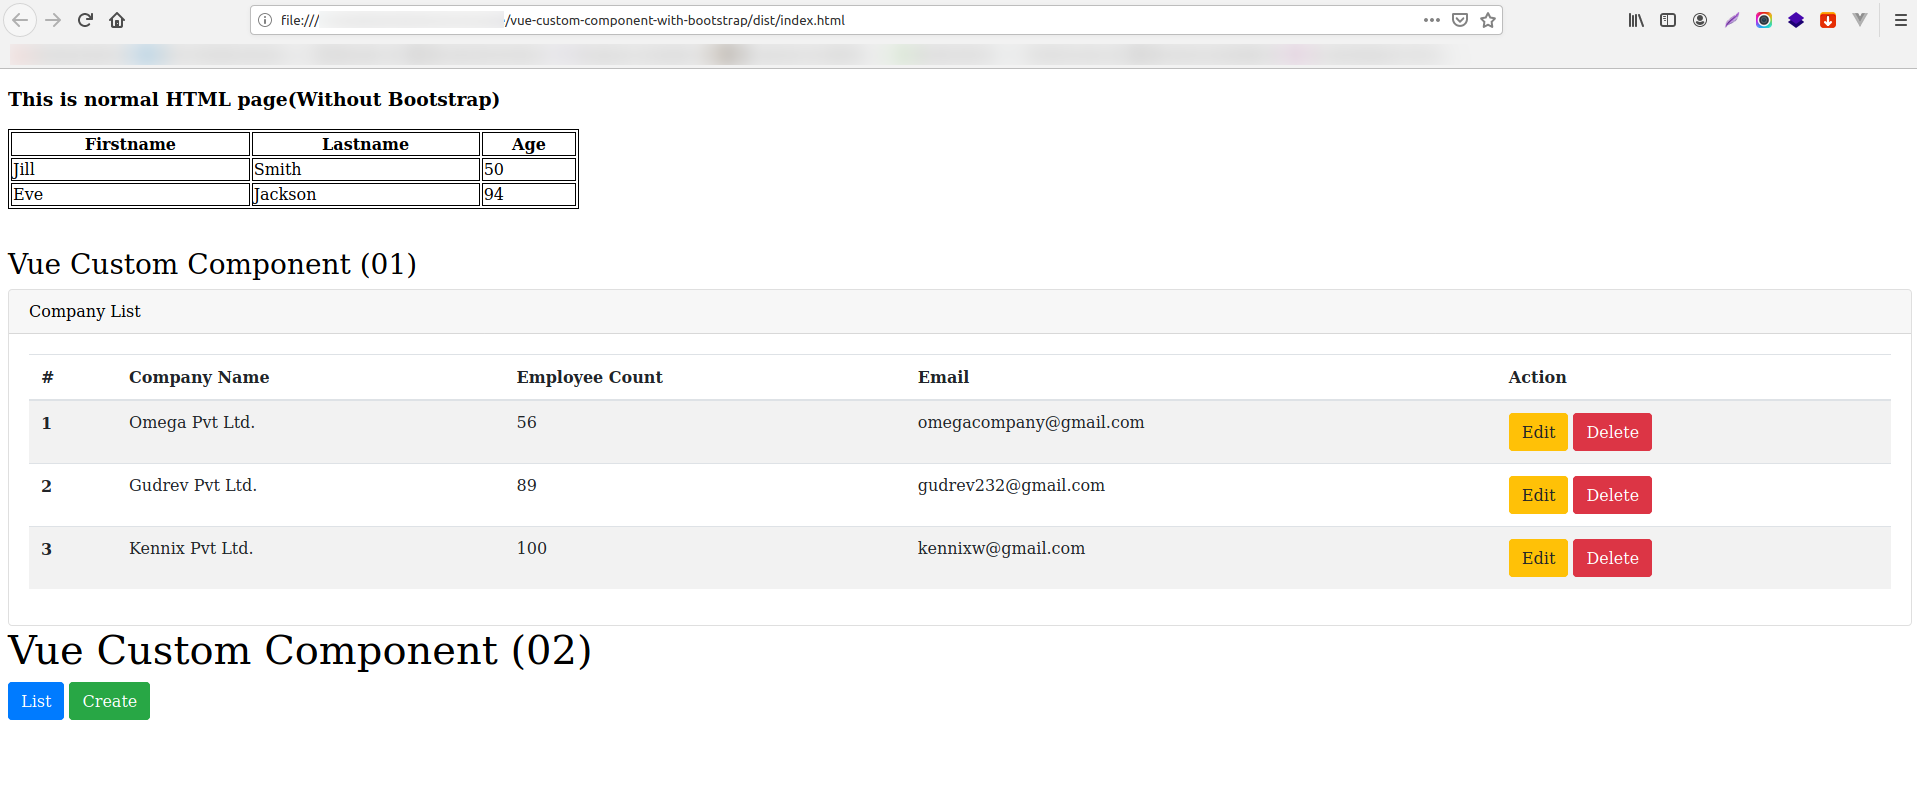 file:/// /vue-custom-component-with-bootstrap/dist/index.html
This is normal HTML page(Without Bootstrap)
Firstname Lastname Age
Jill Smith 50
Eve Jackson 94
Vue Custom Component (01)
Company List
# Company Name Employee Count Email Action
1 Omega Pvt Ltd. 56 omegacompany@gmail.com Edit Delete
2 Gudrev Pvt Ltd. 89 gudrev232@gmail.com Edit Delete
3 Kennix Pvt Ltd. 100 kennixw@gmail.com Edit Delete
Vue Custom Component (02)
List Create